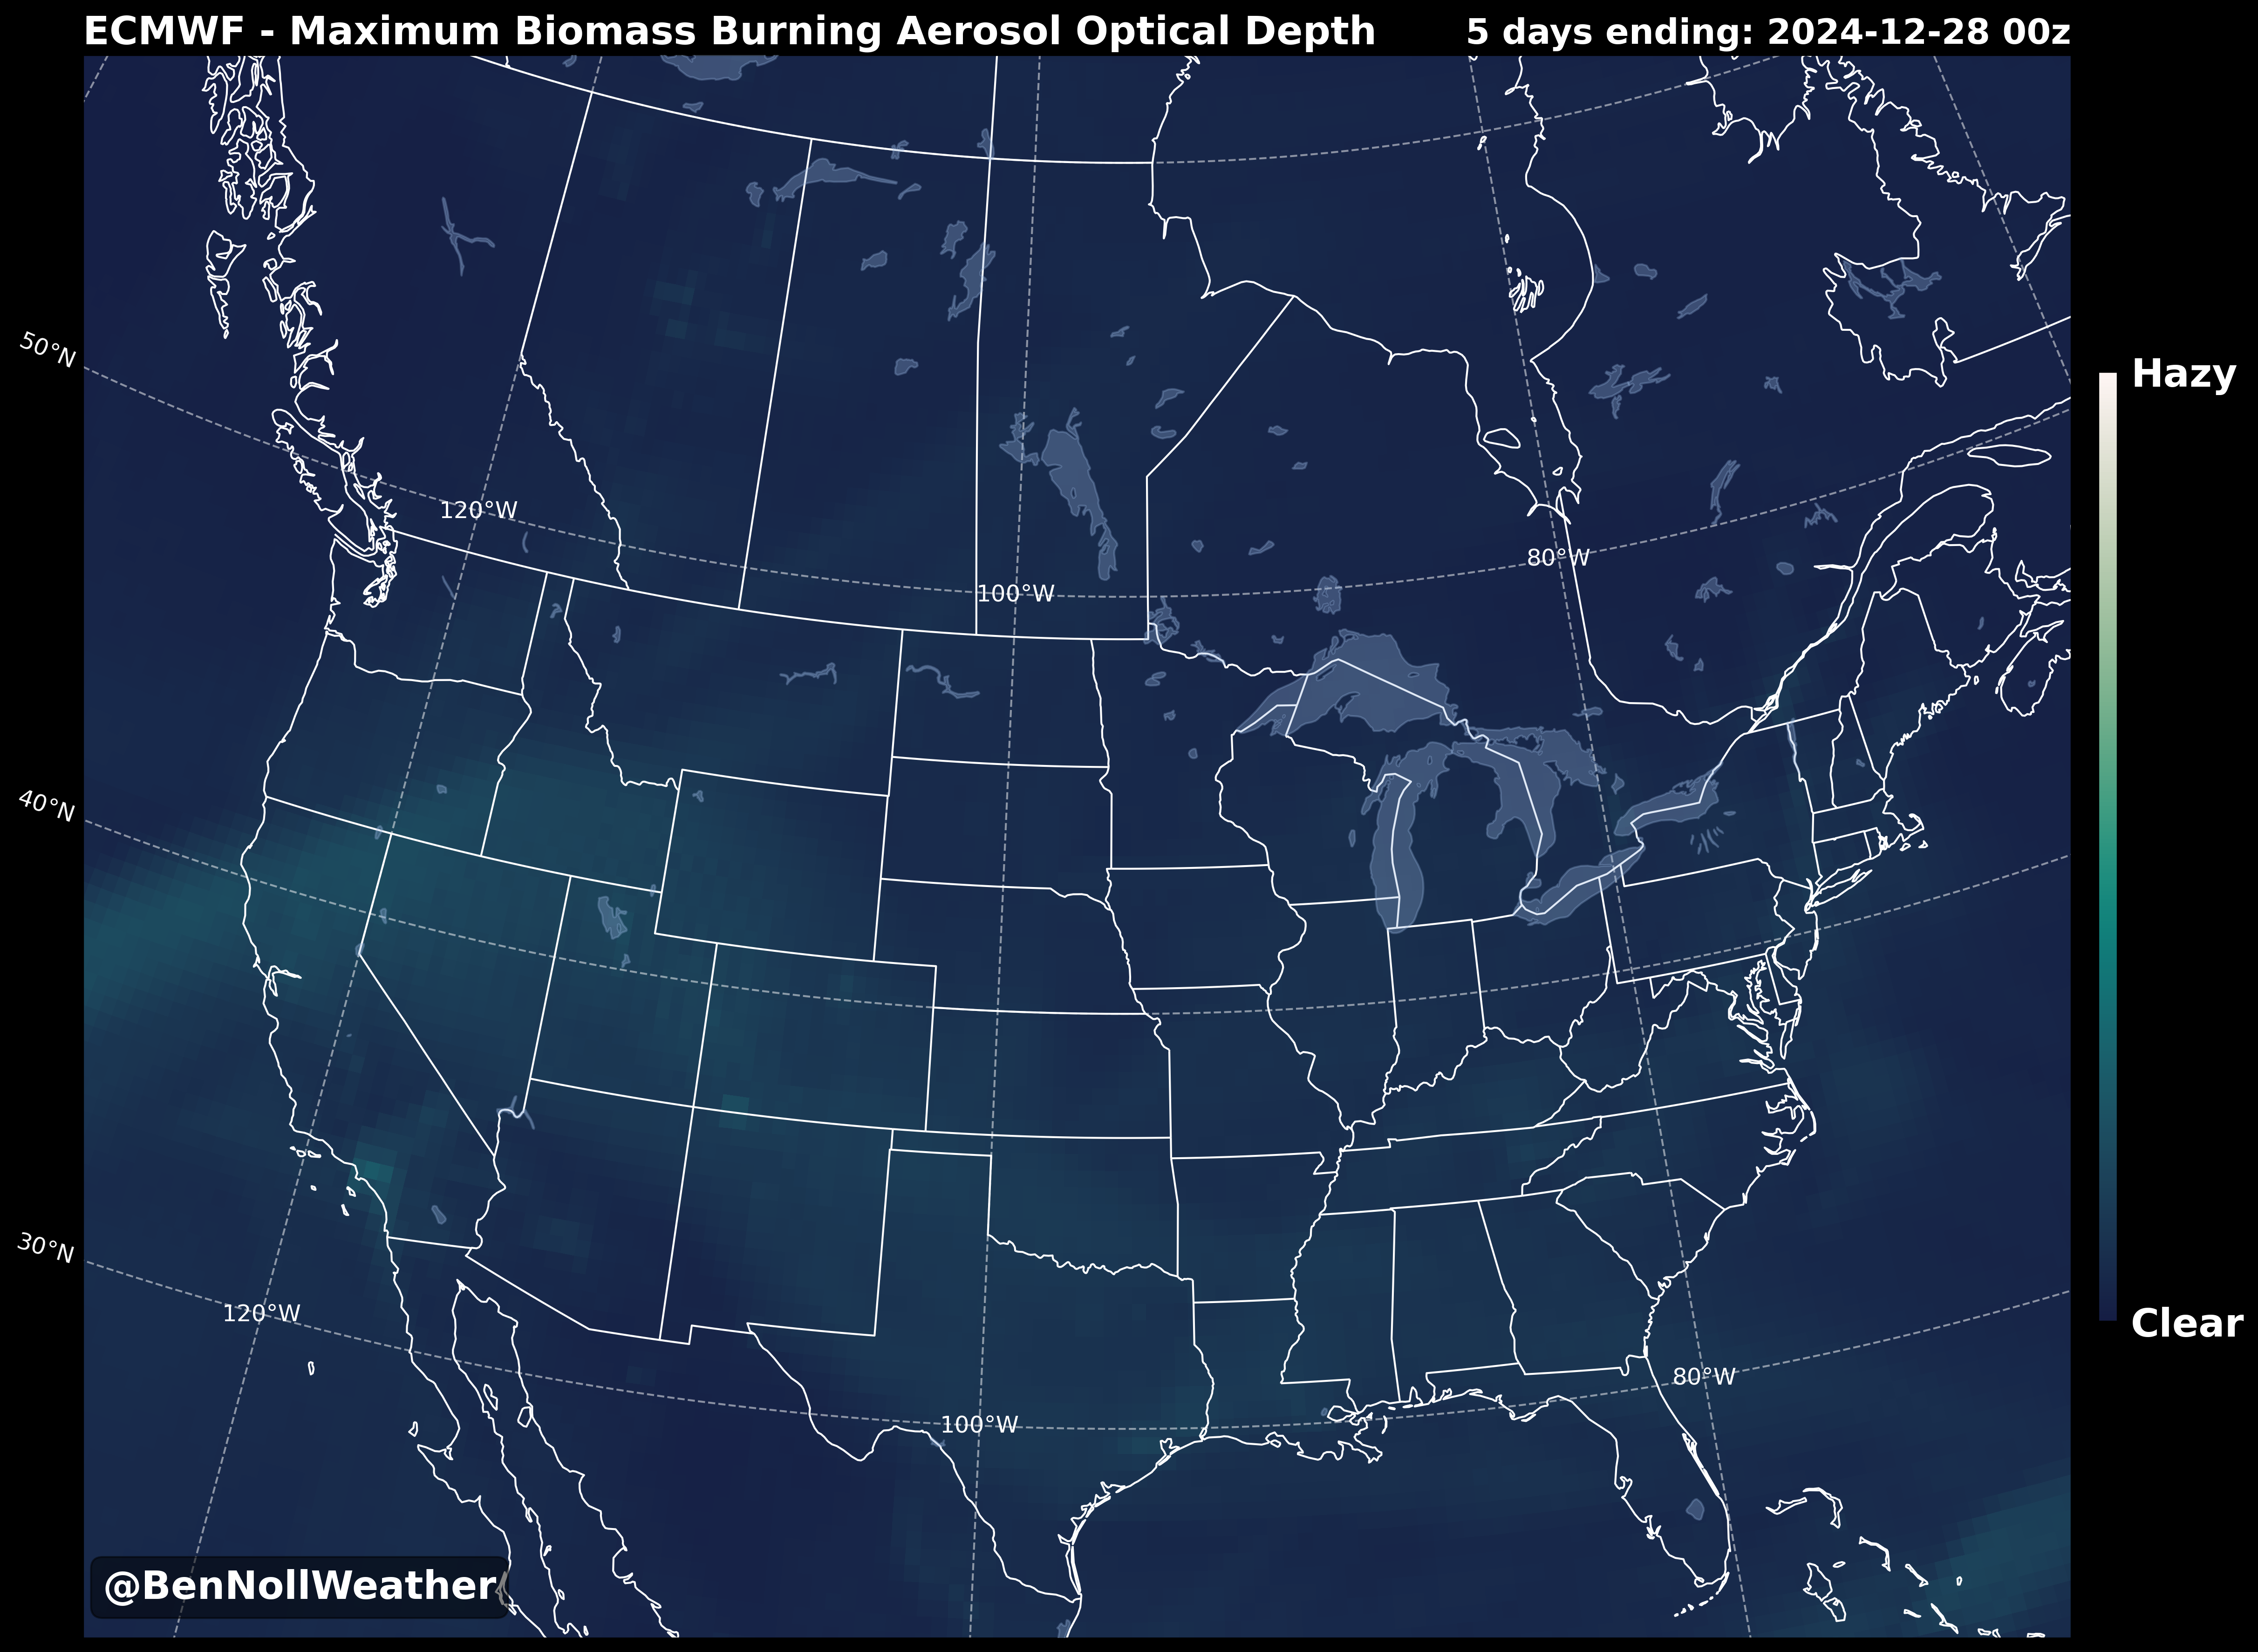 ECMWF - Maximum Biomass Burning Aerosol Optical Depth
5 days ending: 2024-12-28 00z
50°N
Hazy
120°W
80°W
100°W
40°N
30°N
120°W
Clear
80°W
100°W
@BenNollWeather